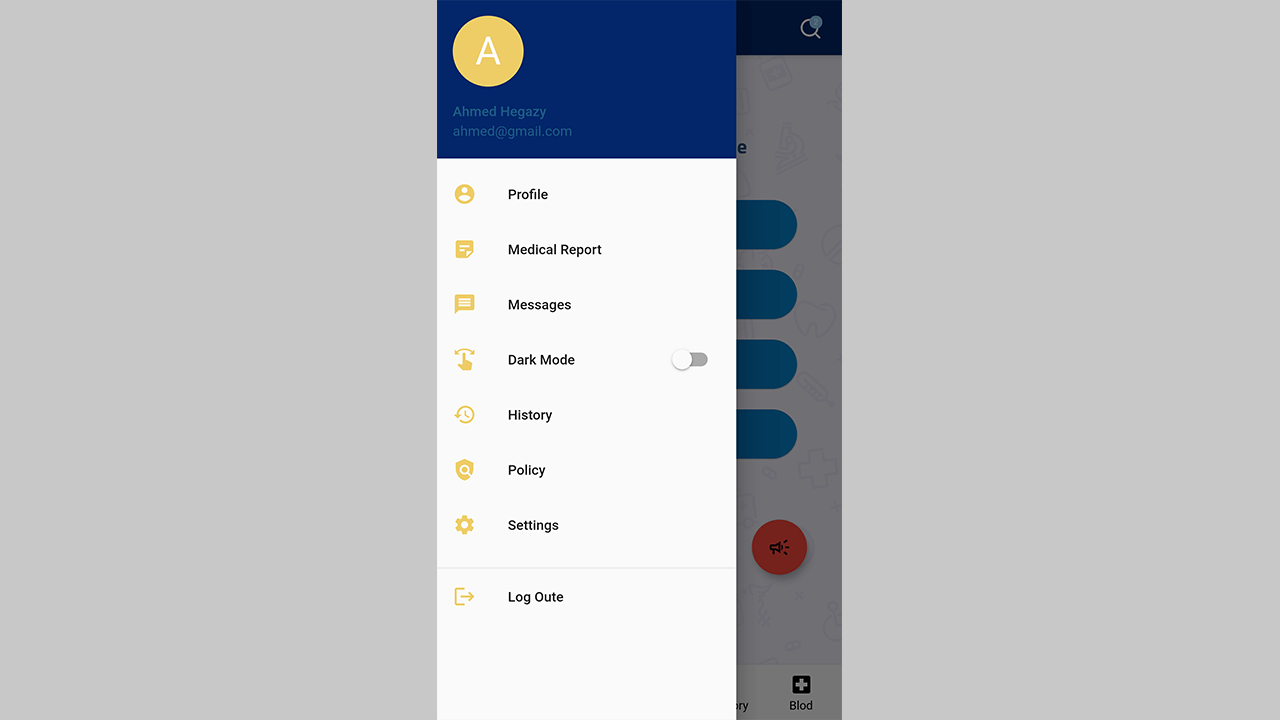 A
Ahmed Hegazy
ahmed@gmail.com
Profile
Medical Report
Messages
Dark Mode
History
Policy
Settings
Log Oute
e
ory
Blod